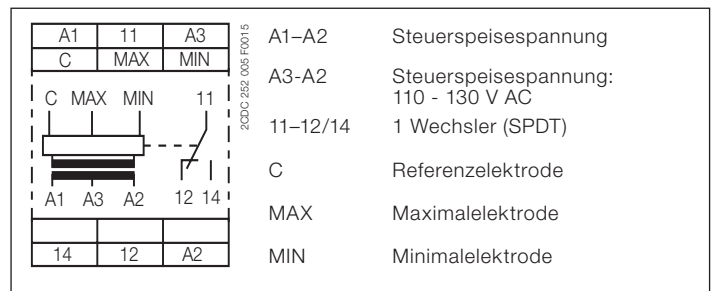 A1 11 A3
C MAX MIN
C MAX MIN 11
A1 A3 A2 12 14
14 12 A2
2CDC 252 005 F0015
A1–A2 Steuerspeisespannung
A3-A2 Steuerspeisespannung:
110 - 130 V AC
11–12/14 1 Wechsler (SPDT)
C Referenzelektrode
MAX Maximalelektrode
MIN Minimalelektrode